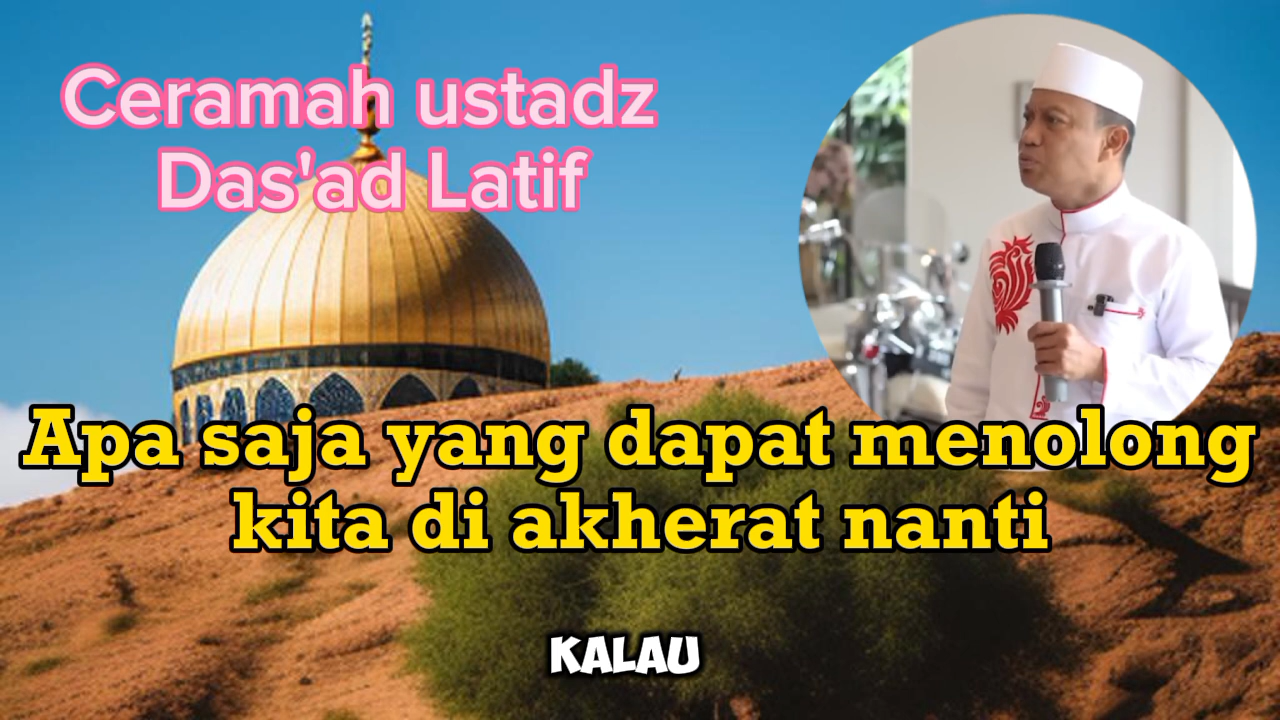 Ceramah ustadz
Das'ad Latif
Apa saja yang dapat menolong
kita di akherat nanti
KALAU